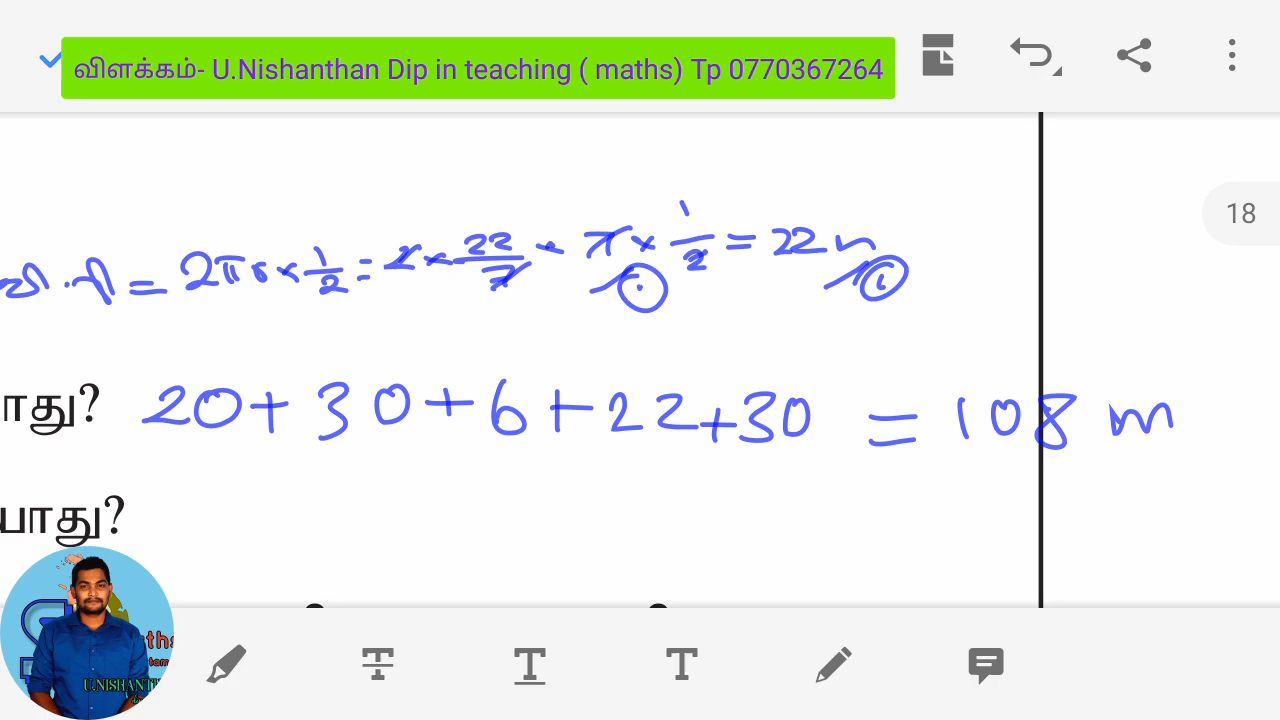 விளக்கம்- U.Nishanthan Dip in teaching ( maths) Tp 0770367264
18
= 2πr × 1/2 = 2 × 22/7 × 7 × 1/2 = 22 m
ாது? 20 + 30 + 6 + 22 + 30 = 108 m
யாது?
U.NISHANTH